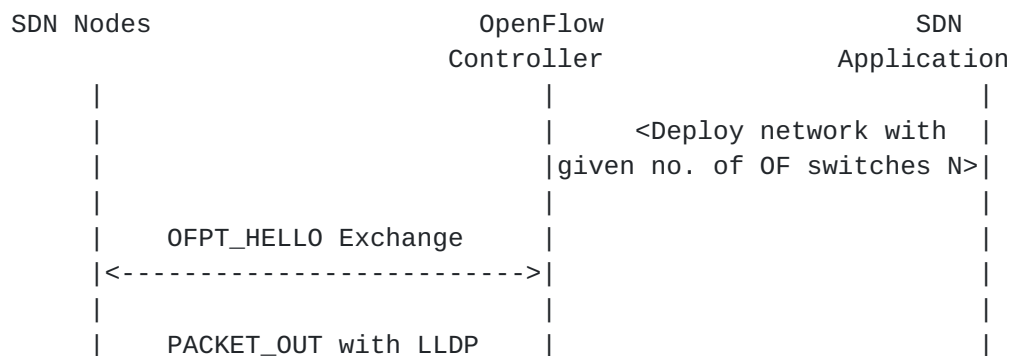 SDN Nodes                   OpenFlow                    SDN
                           Controller               Application
     |                            |                           |
     |                            |     <Deploy network with  |
     |                            |given no. of OF switches N>|
     |                            |                           |
     |    OFPT_HELLO Exchange     |                           |
     |<-------------------------->|                           |
     |                            |                           |
     |    PACKET_OUT with LLDP    |                           |